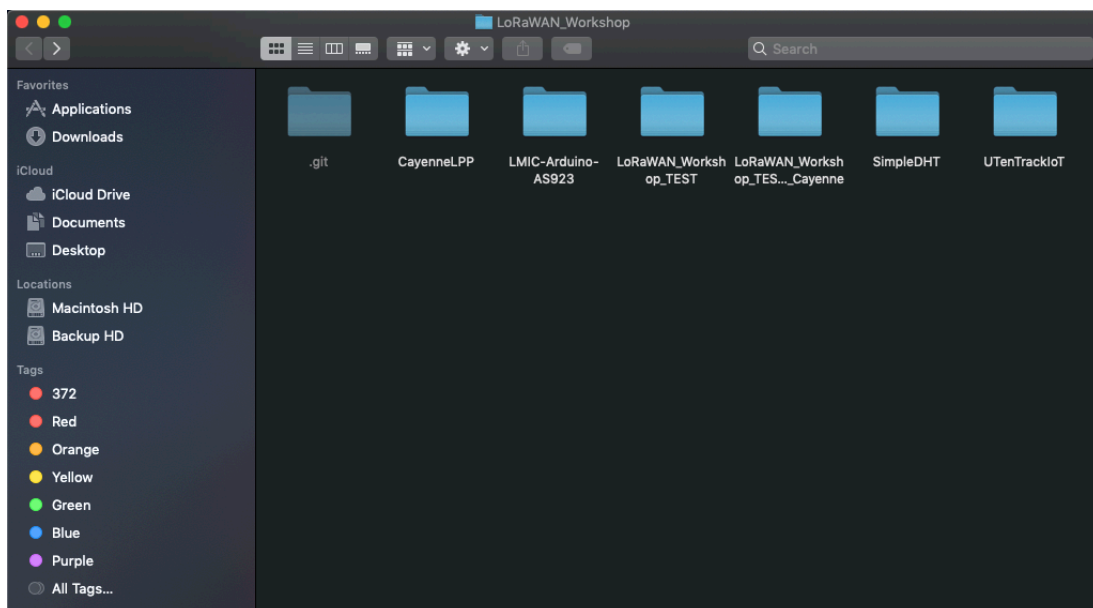 LoRaWAN_Workshop
Search
Favorites
Applications
Downloads
iCloud
iCloud Drive
Documents
Desktop
Locations
Macintosh HD
Backup HD
Tags
372
Red
Orange
Yellow
Green
Blue
Purple
All Tags...
.git
CayenneLPP
LMIC-Arduino-
AS923
LoRaWAN_Worksh
op_TEST
LoRaWAN_Worksh
op_TES..._Cayenne
SimpleDHT
UTenTrackIoT